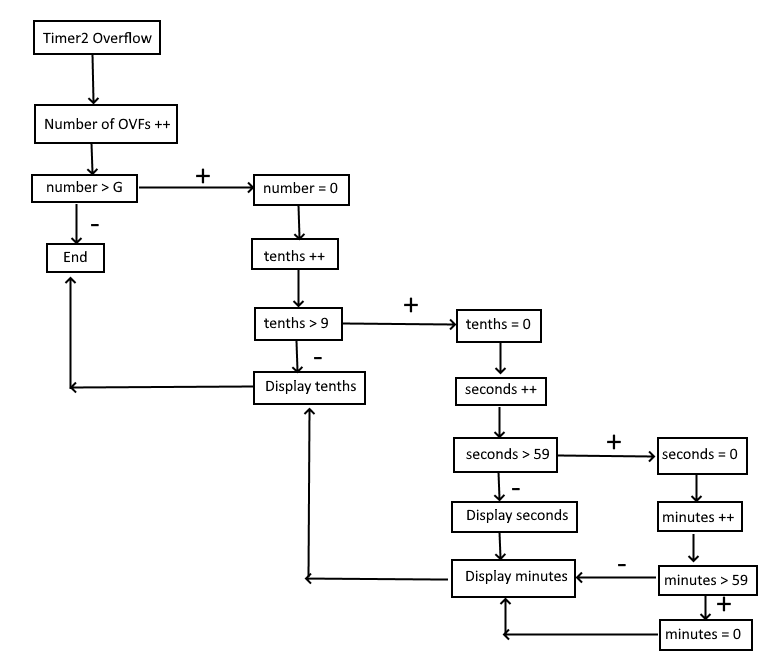 Timer2 Overflow
Number of OVFs ++
number > G
+
number = 0
-
End
tenths ++
tenths > 9
+
tenths = 0
-
Display tenths
seconds ++
seconds > 59
+
seconds = 0
-
Display seconds
minutes ++
Display minutes
-
minutes > 59
+
minutes = 0